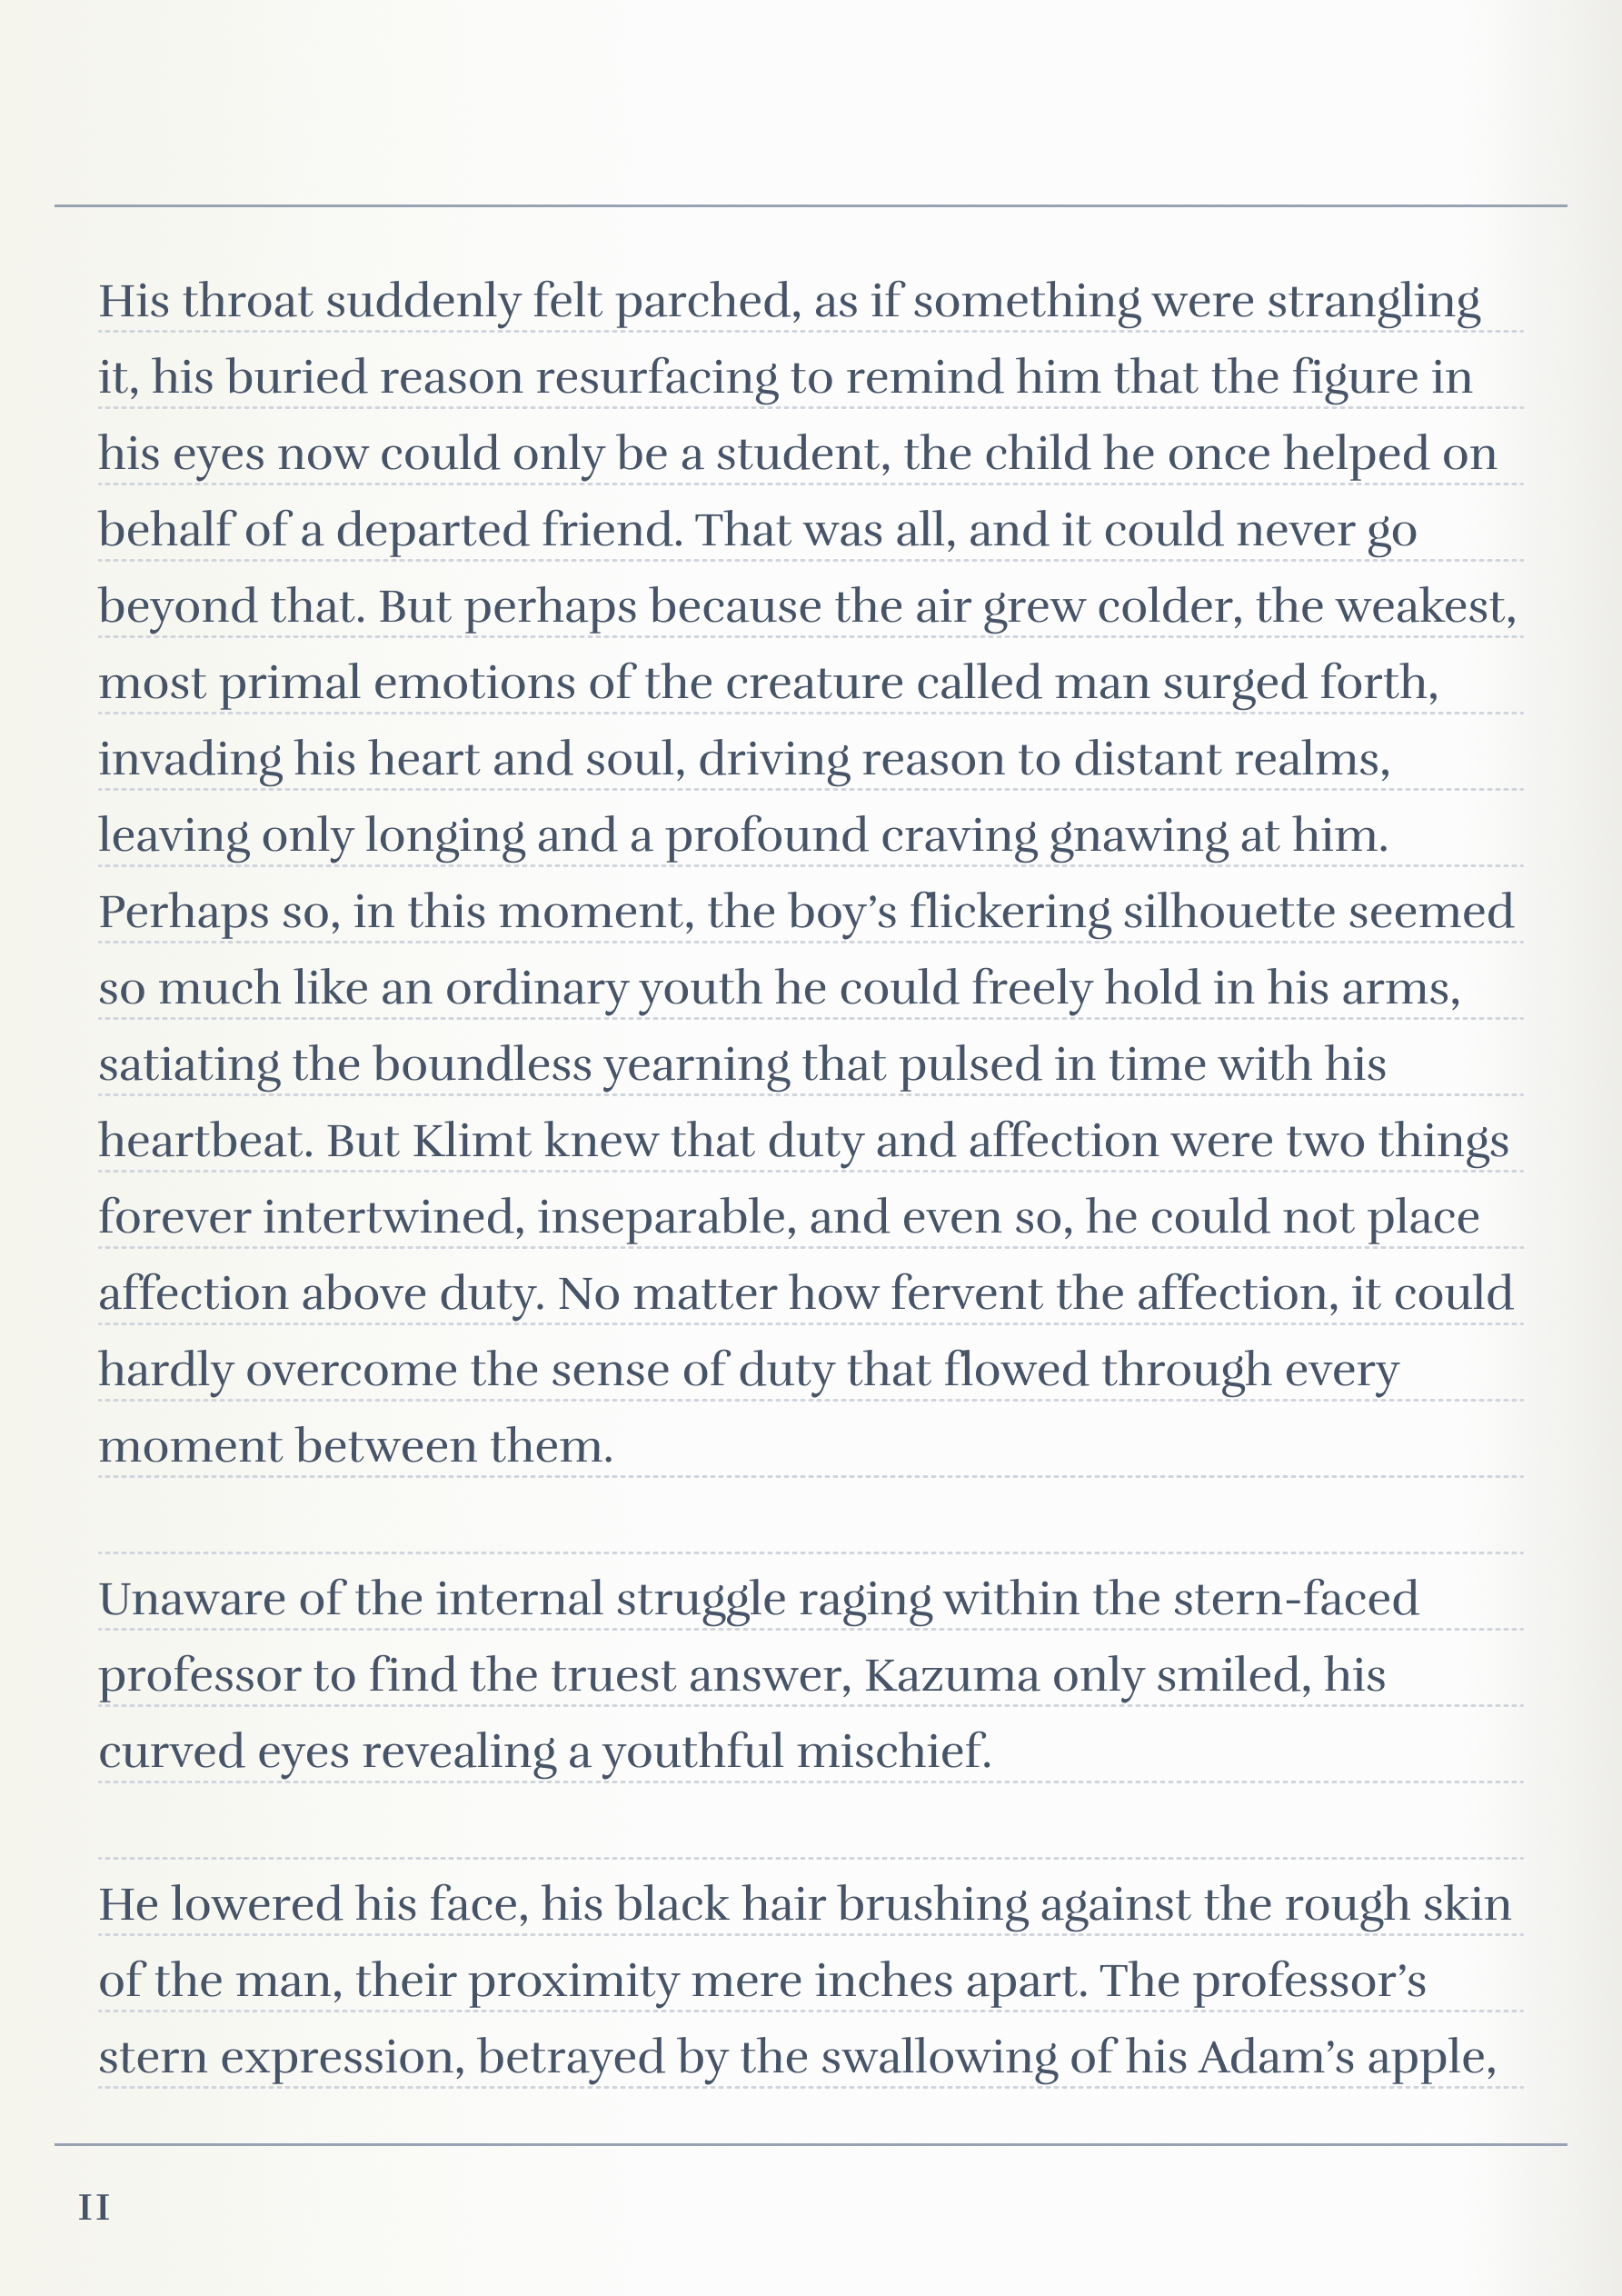 His throat suddenly felt parched, as if something were strangling
it, his buried reason resurfacing to remind him that the figure in
his eyes now could only be a student, the child he once helped on
behalf of a departed friend. That was all, and it could never go
beyond that. But perhaps because the air grew colder, the weakest,
most primal emotions of the creature called man surged forth,
invading his heart and soul, driving reason to distant realms,
leaving only longing and a profound craving gnawing at him.
Perhaps so, in this moment, the boy’s flickering silhouette seemed
so much like an ordinary youth he could freely hold in his arms,
satiating the boundless yearning that pulsed in time with his
heartbeat. But Klimt knew that duty and affection were two things
forever intertwined, inseparable, and even so, he could not place
affection above duty. No matter how fervent the affection, it could
hardly overcome the sense of duty that flowed through every
moment between them.
Unaware of the internal struggle raging within the stern-faced
professor to find the truest answer, Kazuma only smiled, his
curved eyes revealing a youthful mischief.
He lowered his face, his black hair brushing against the rough skin
of the man, their proximity mere inches apart. The professor’s
stern expression, betrayed by the swallowing of his Adam’s apple,
II